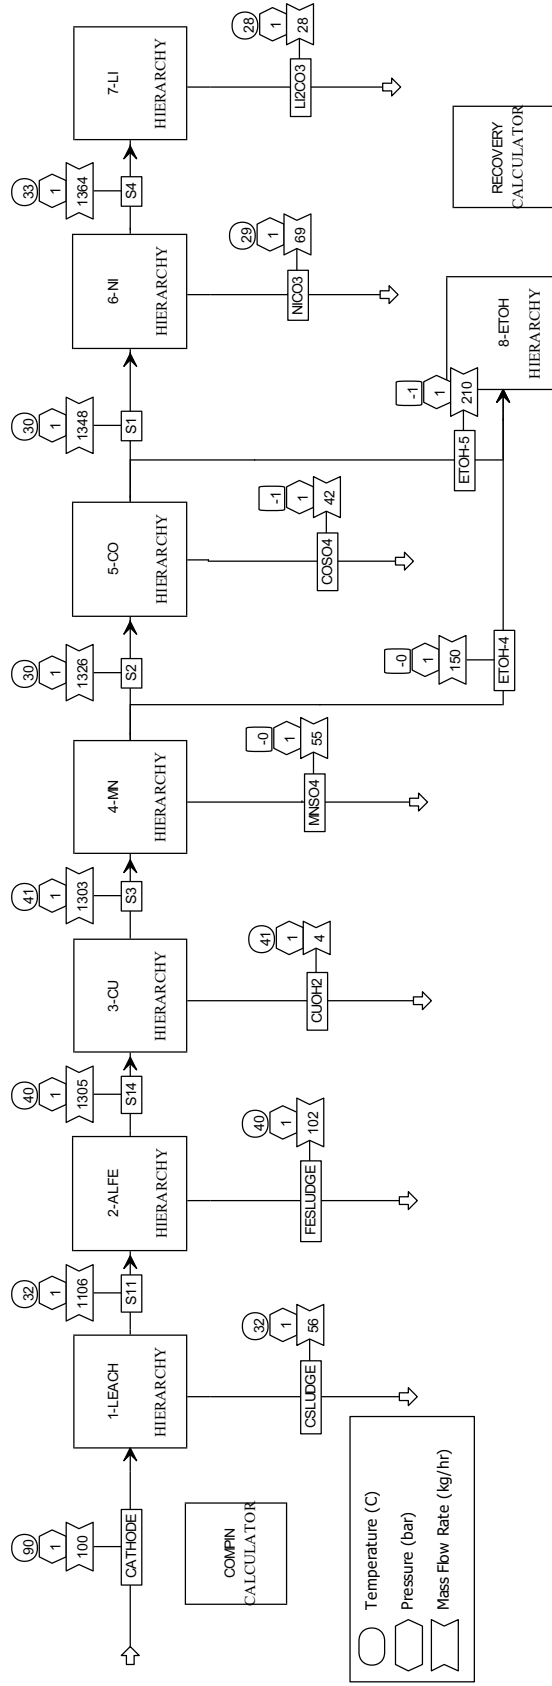 CATHODE
90
1
100
1-LEACH
HIERARCHY
S11
32
1
1106
CSLUDGE
32
1
56
2-ALFE
HIERARCHY
S14
40
1
1305
FESLUDGE
40
1
102
3-CU
HIERARCHY
S3
41
1
1303
CUOH2
41
1
4
4-MN
HIERARCHY
S2
30
1
1326
MNSO4
-0
1
55
ETOH-4
-0
1
150
5-CO
HIERARCHY
S1
30
1
1348
COSO4
-1
1
42
ETOH-5
-1
1
210
6-NI
HIERARCHY
S4
33
1
1364
NICO3
29
1
69
7-LI
HIERARCHY
LI2CO3
28
1
28
8-ETOH
HIERARCHY
COMPIN
CALCULATOR
RECOVERY
CALCULATOR
Temperature (C)
Pressure (bar)
Mass Flow Rate (kg/hr)